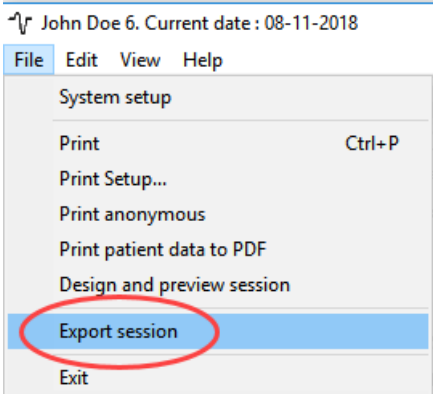 John Doe 6. Current date : 08-11-2018
File Edit View Help
System setup
Print Ctrl+P
Print Setup...
Print anonymous
Print patient data to PDF
Design and preview session
Export session
Exit